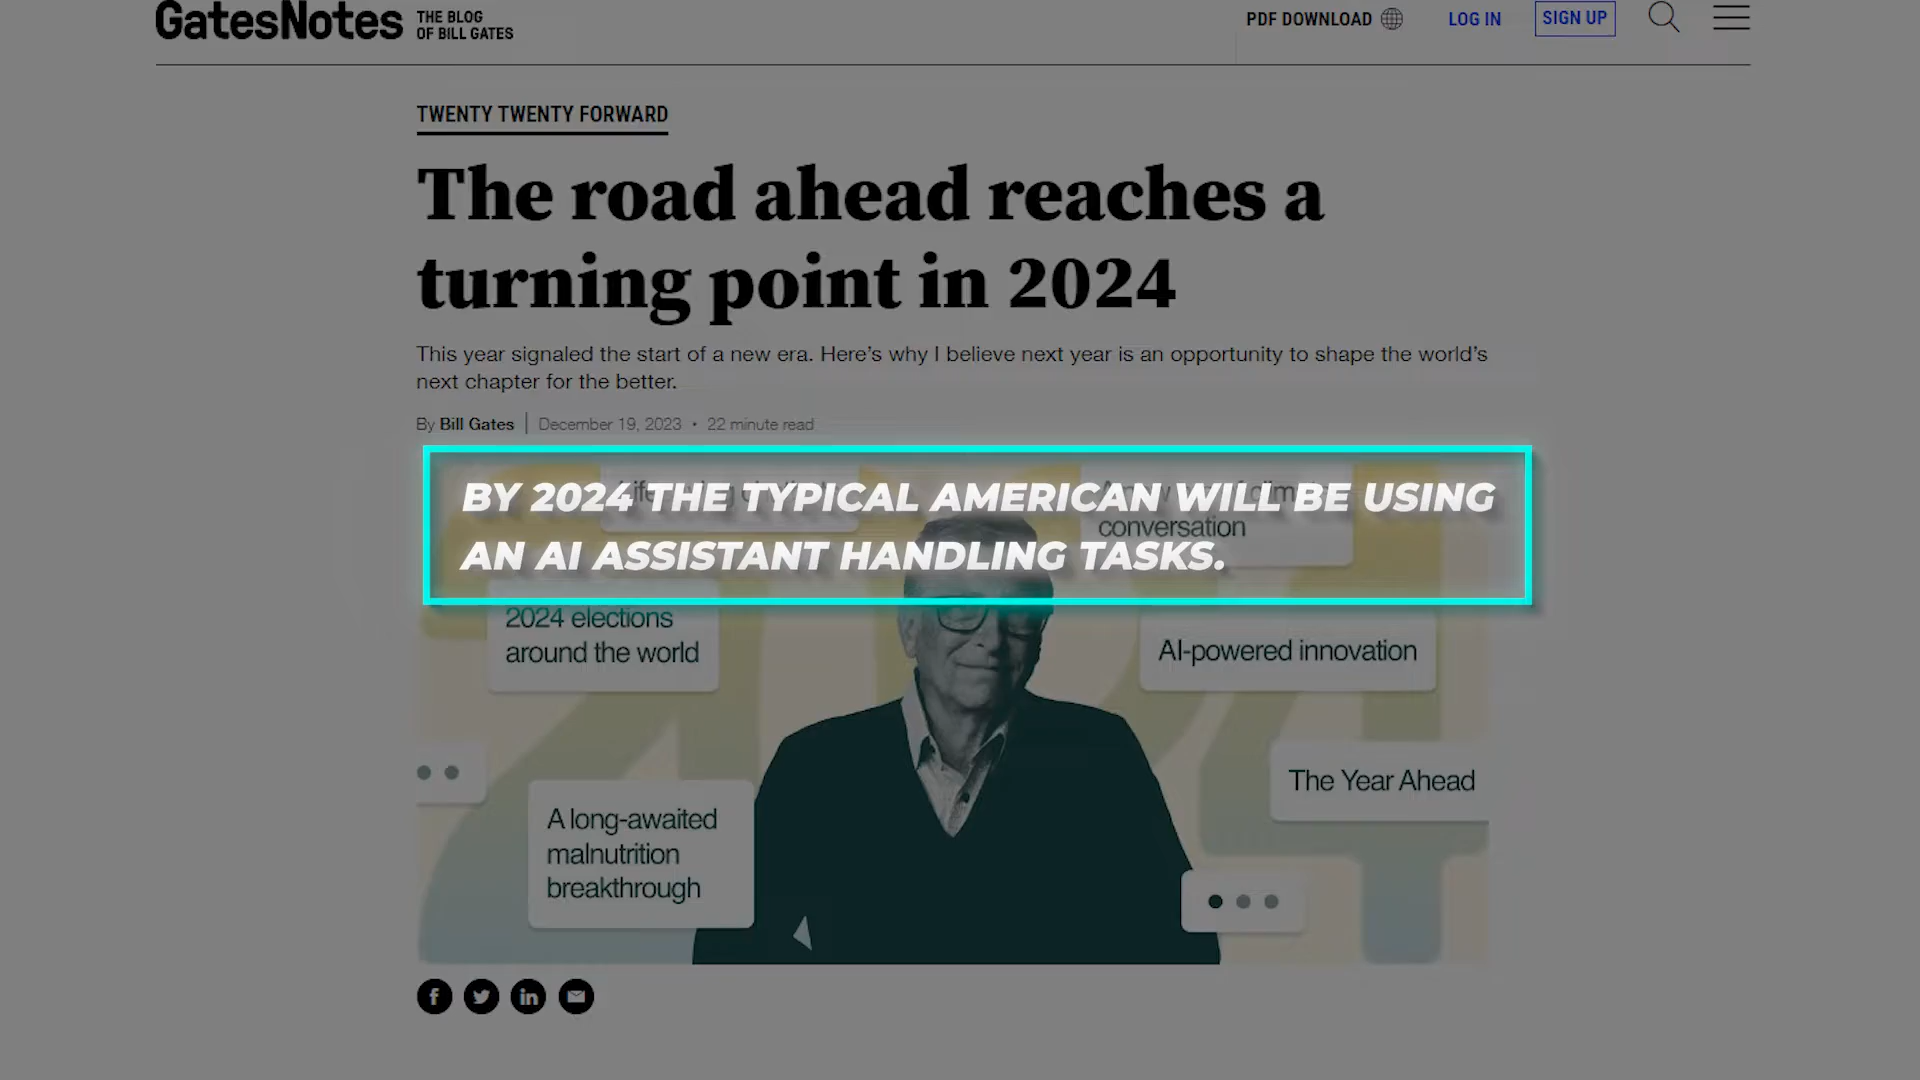 GatesNotes
THE BLOG
OF BILL GATES
PDF DOWNLOAD
LOG IN
SIGN UP
TWENTY TWENTY FORWARD
The road ahead reaches a
turning point in 2024
This year signaled the start of a new era. Here’s why I believe next year is an opportunity to shape the world’s
next chapter for the better.
By Bill Gates | December 19, 2023 • 22 minute read
BY 2024 THE TYPICAL AMERICAN WILL BE USING
AN AI ASSISTANT HANDLING TASKS.
conversation
2024 elections
around the world
AI-powered innovation
The Year Ahead
A long-awaited
malnutrition
breakthrough